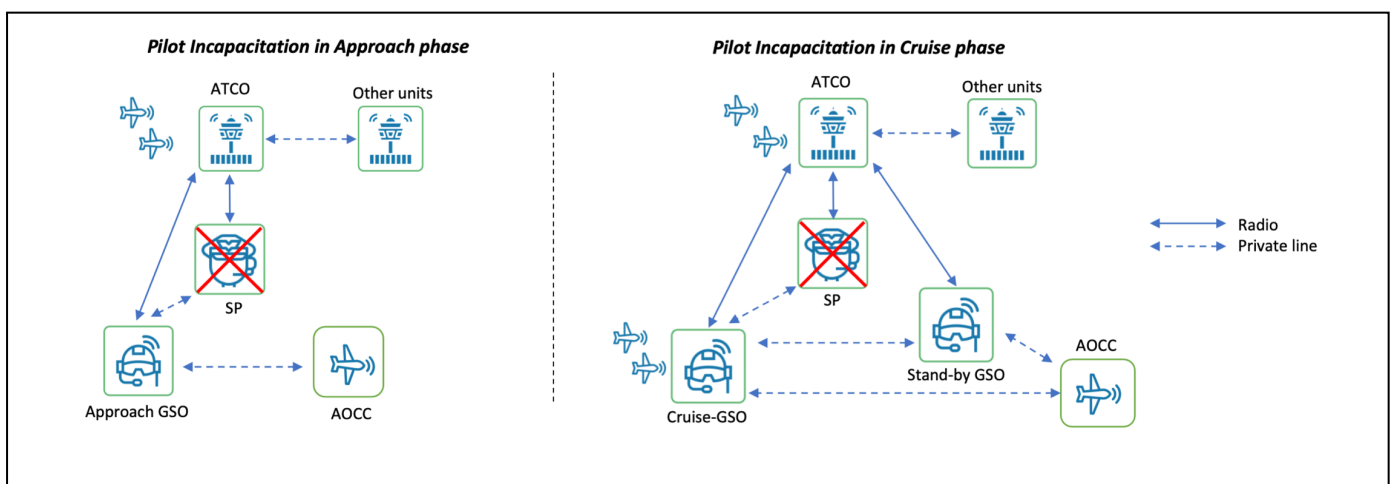 Pilot Incapacitation in Approach phase
ATCO
Other units
SP
Approach GSO
AOCC
Pilot Incapacitation in Cruise phase
ATCO
Other units
SP
Stand-by GSO
Cruise-GSO
AOCC
Radio
Private line